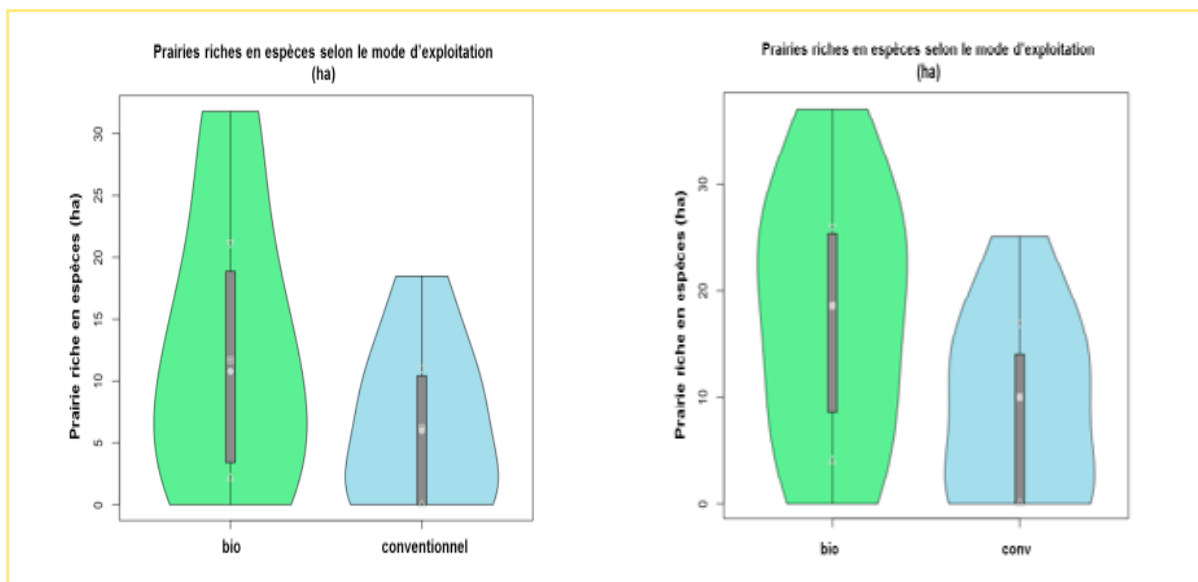 Prairies riches en espèces selon le mode d'exploitation
(ha)
Prairie riche en espèces (ha)
30
25
20
15
10
5
0
bio
conventionnel
Prairies riches en espèces selon le mode d'exploitation
(ha)
Prairie riche en espèces (ha)
30
20
10
0
bio
conv